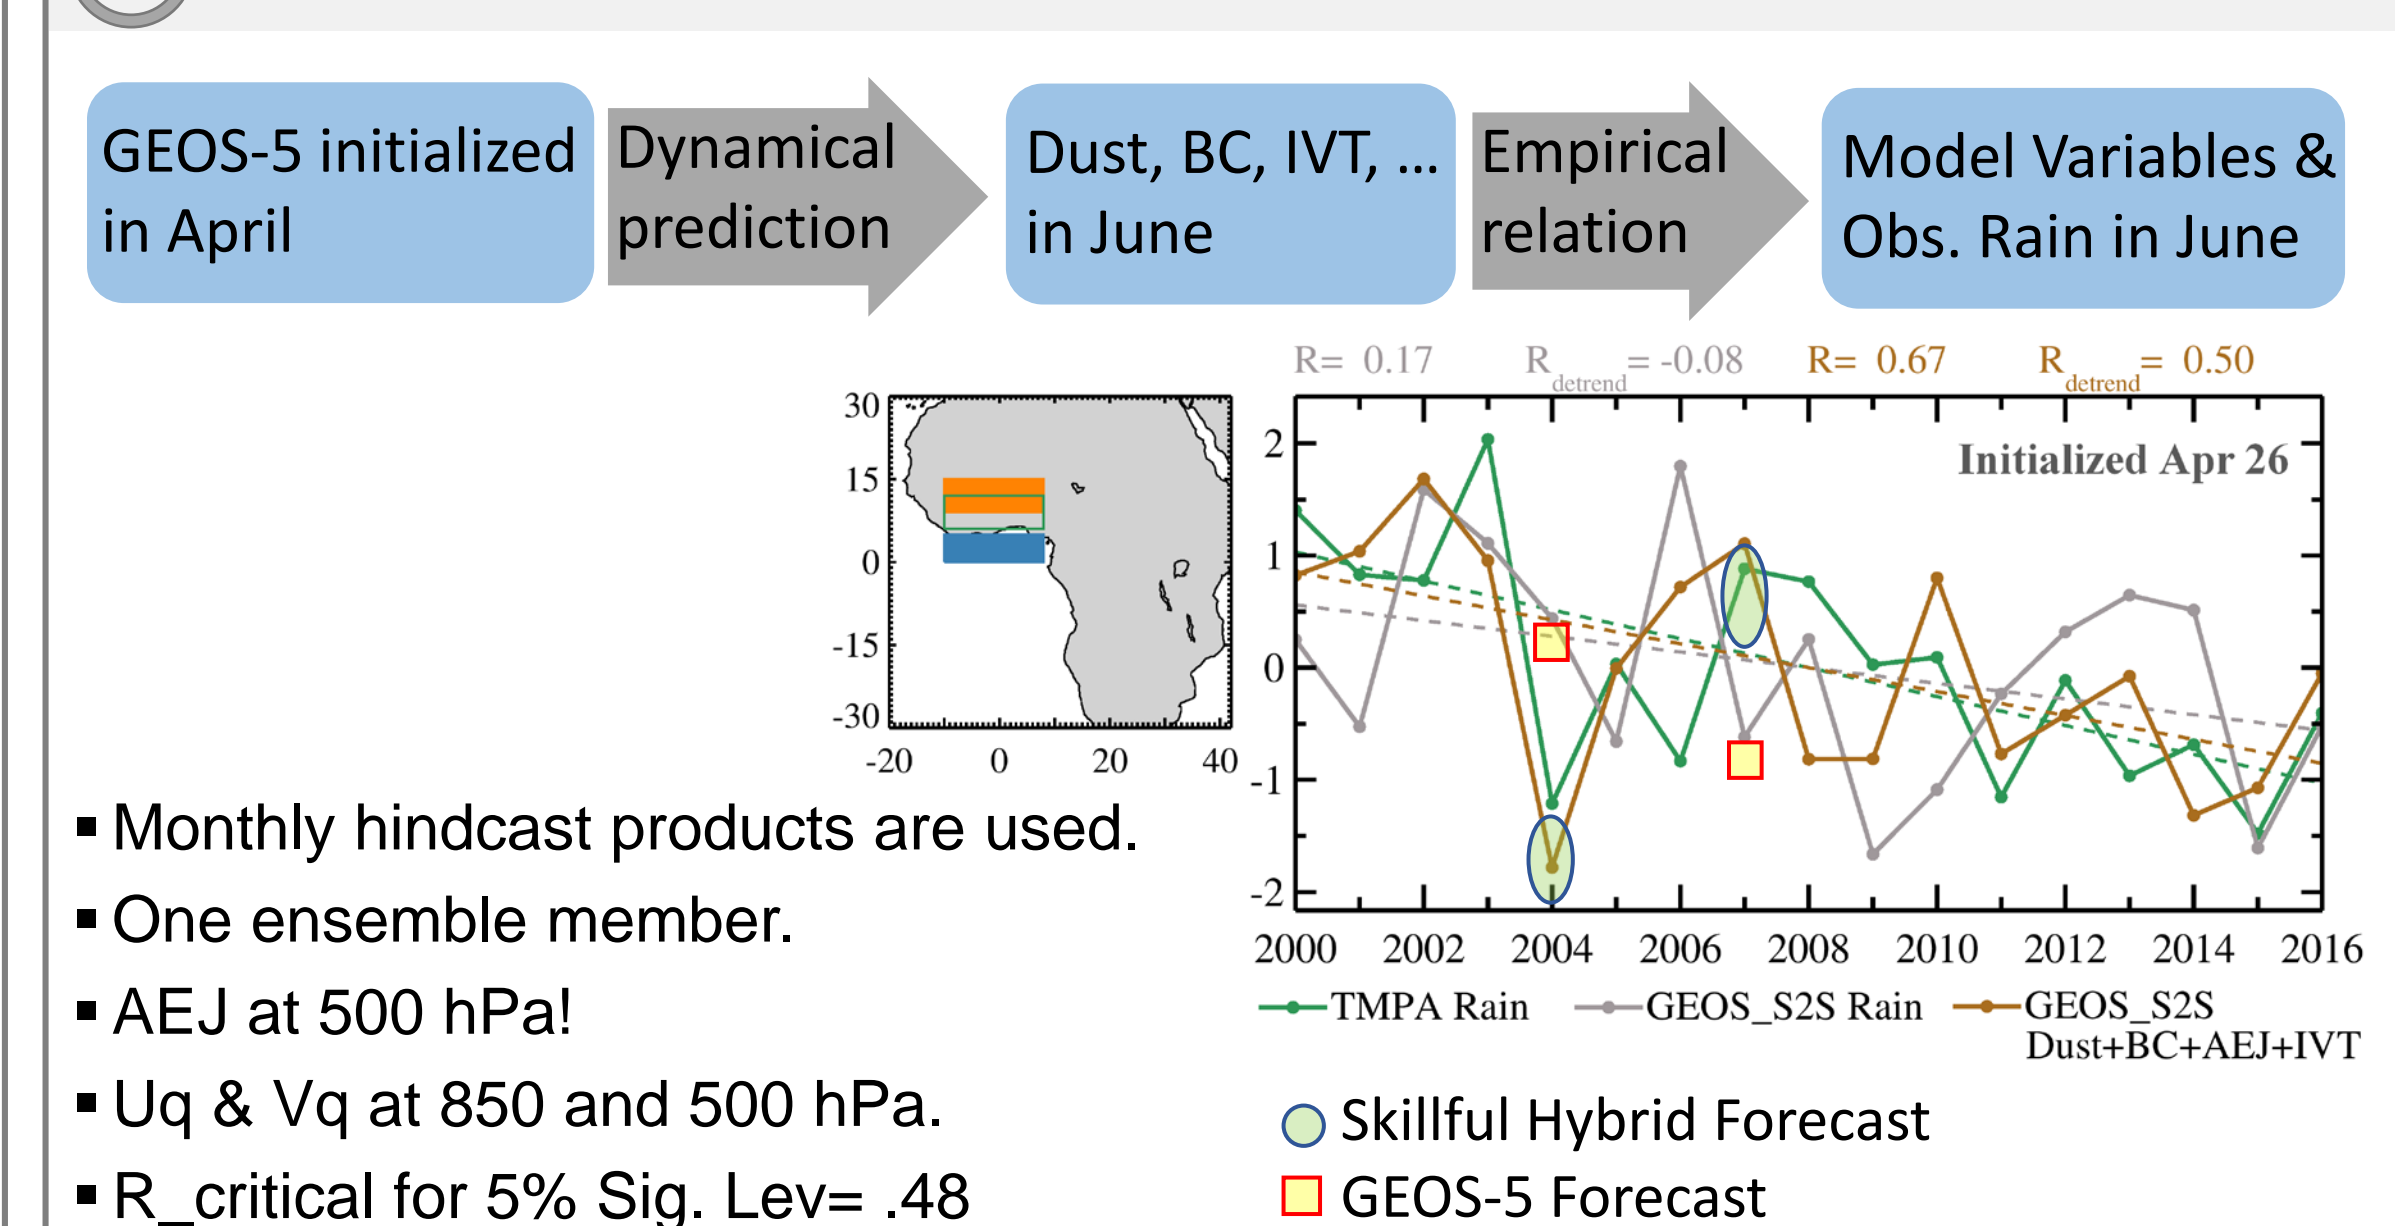 GEOS-5 initialized
in April
Dynamical
prediction
Dust, BC, IVT, ...
in June
Empirical
relation
Model Variables &
Obs. Rain in June
R= 0.17
R detrend = -0.08
R= 0.67
R detrend = 0.50
30
15
0
-15
-30
-20 0 20 40
Initialized Apr 26
2
1
0
-1
-2
2000 2002 2004 2006 2008 2010 2012 2014 2016
TMPA Rain
GEOS_S2S Rain
GEOS_S2S
Dust+BC+AEJ+IVT
▪ Monthly hindcast products are used.
▪ One ensemble member.
▪ AEJ at 500 hPa!
▪ Uq & Vq at 850 and 500 hPa.
▪ R_critical for 5% Sig. Lev= .48
Skillful Hybrid Forecast
GEOS-5 Forecast